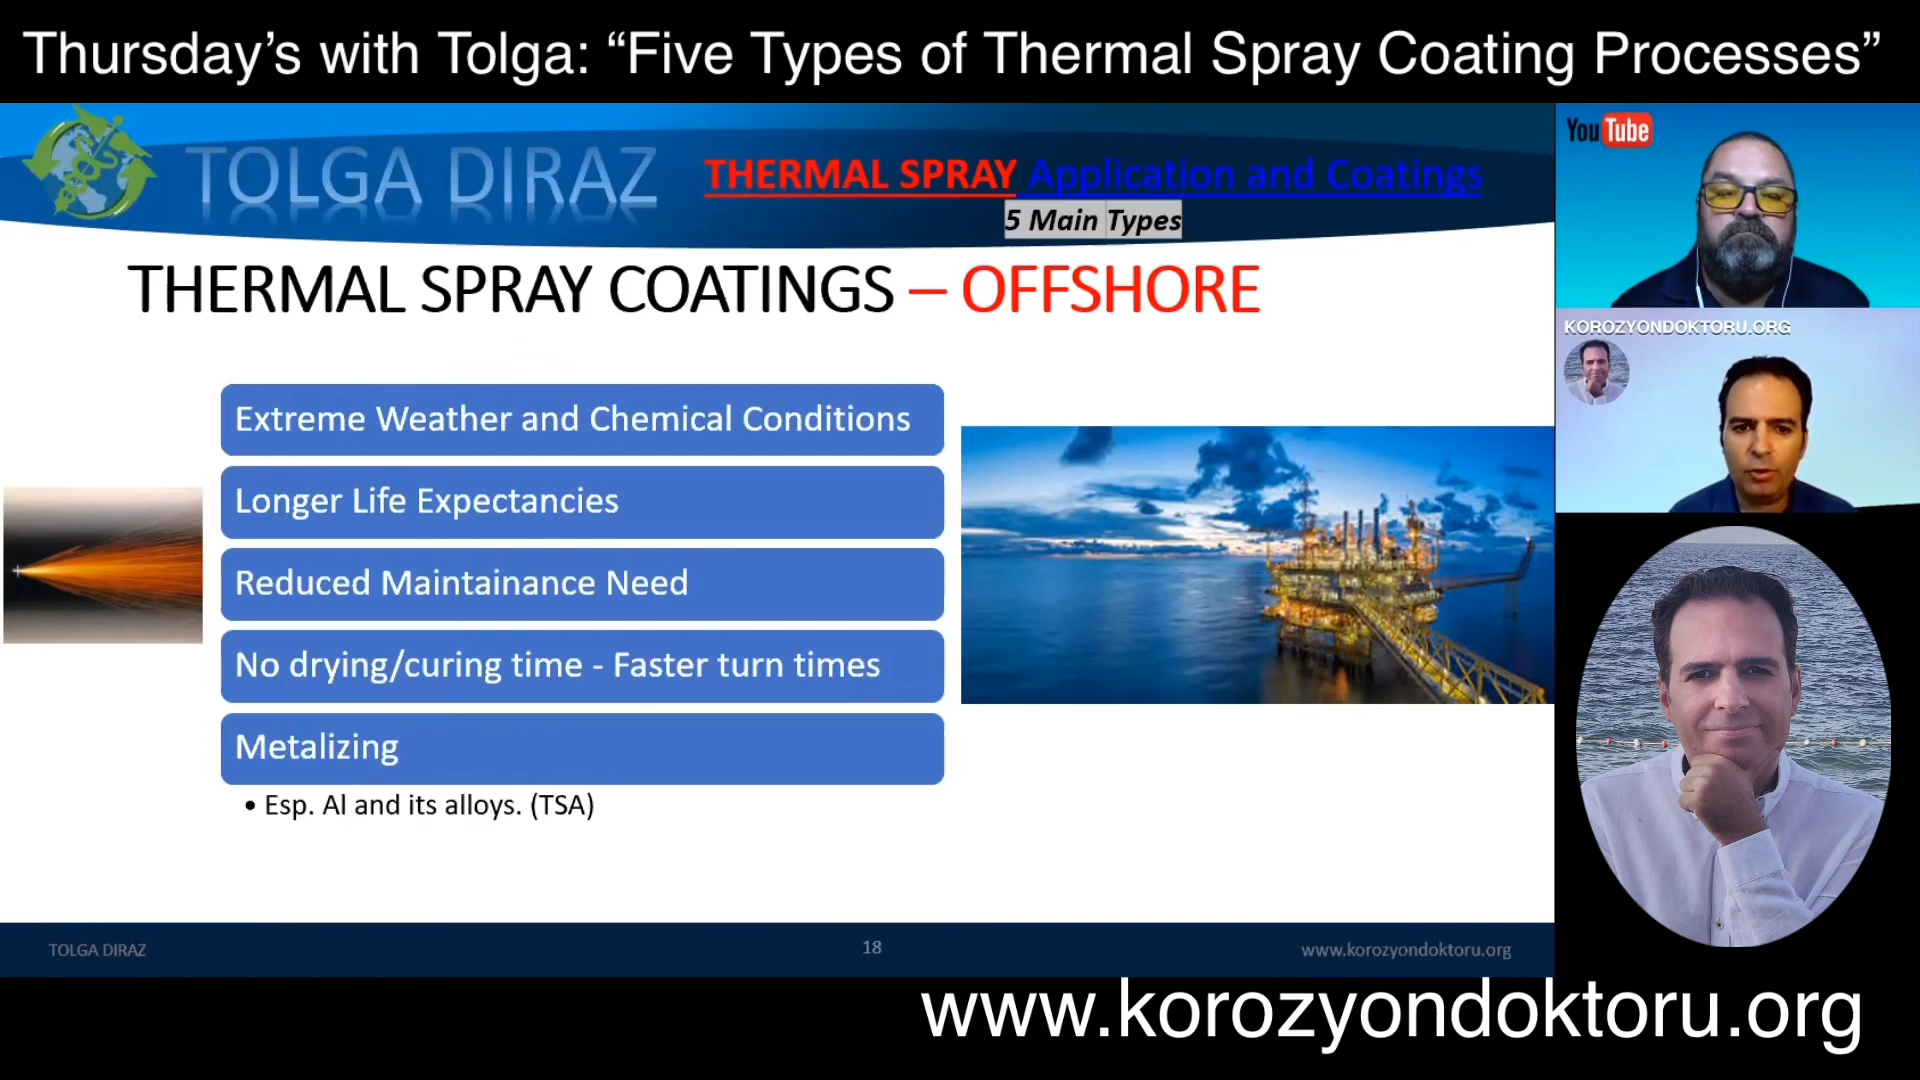 Thursday’s with Tolga: “Five Types of Thermal Spray Coating Processes”
TOLGA DIRAZ
THERMAL SPRAY Application and Coatings
5 Main Types
THERMAL SPRAY COATINGS – OFFSHORE
Extreme Weather and Chemical Conditions
Longer Life Expectancies
Reduced Maintainance Need
No drying/curing time - Faster turn times
Metalizing
• Esp. Al and its alloys. (TSA)
TOLGA DIRAZ
18
www.korozyondoktoru.org
YouTube
KOROZYONDOKTORU.ORG
www.korozyondoktoru.org